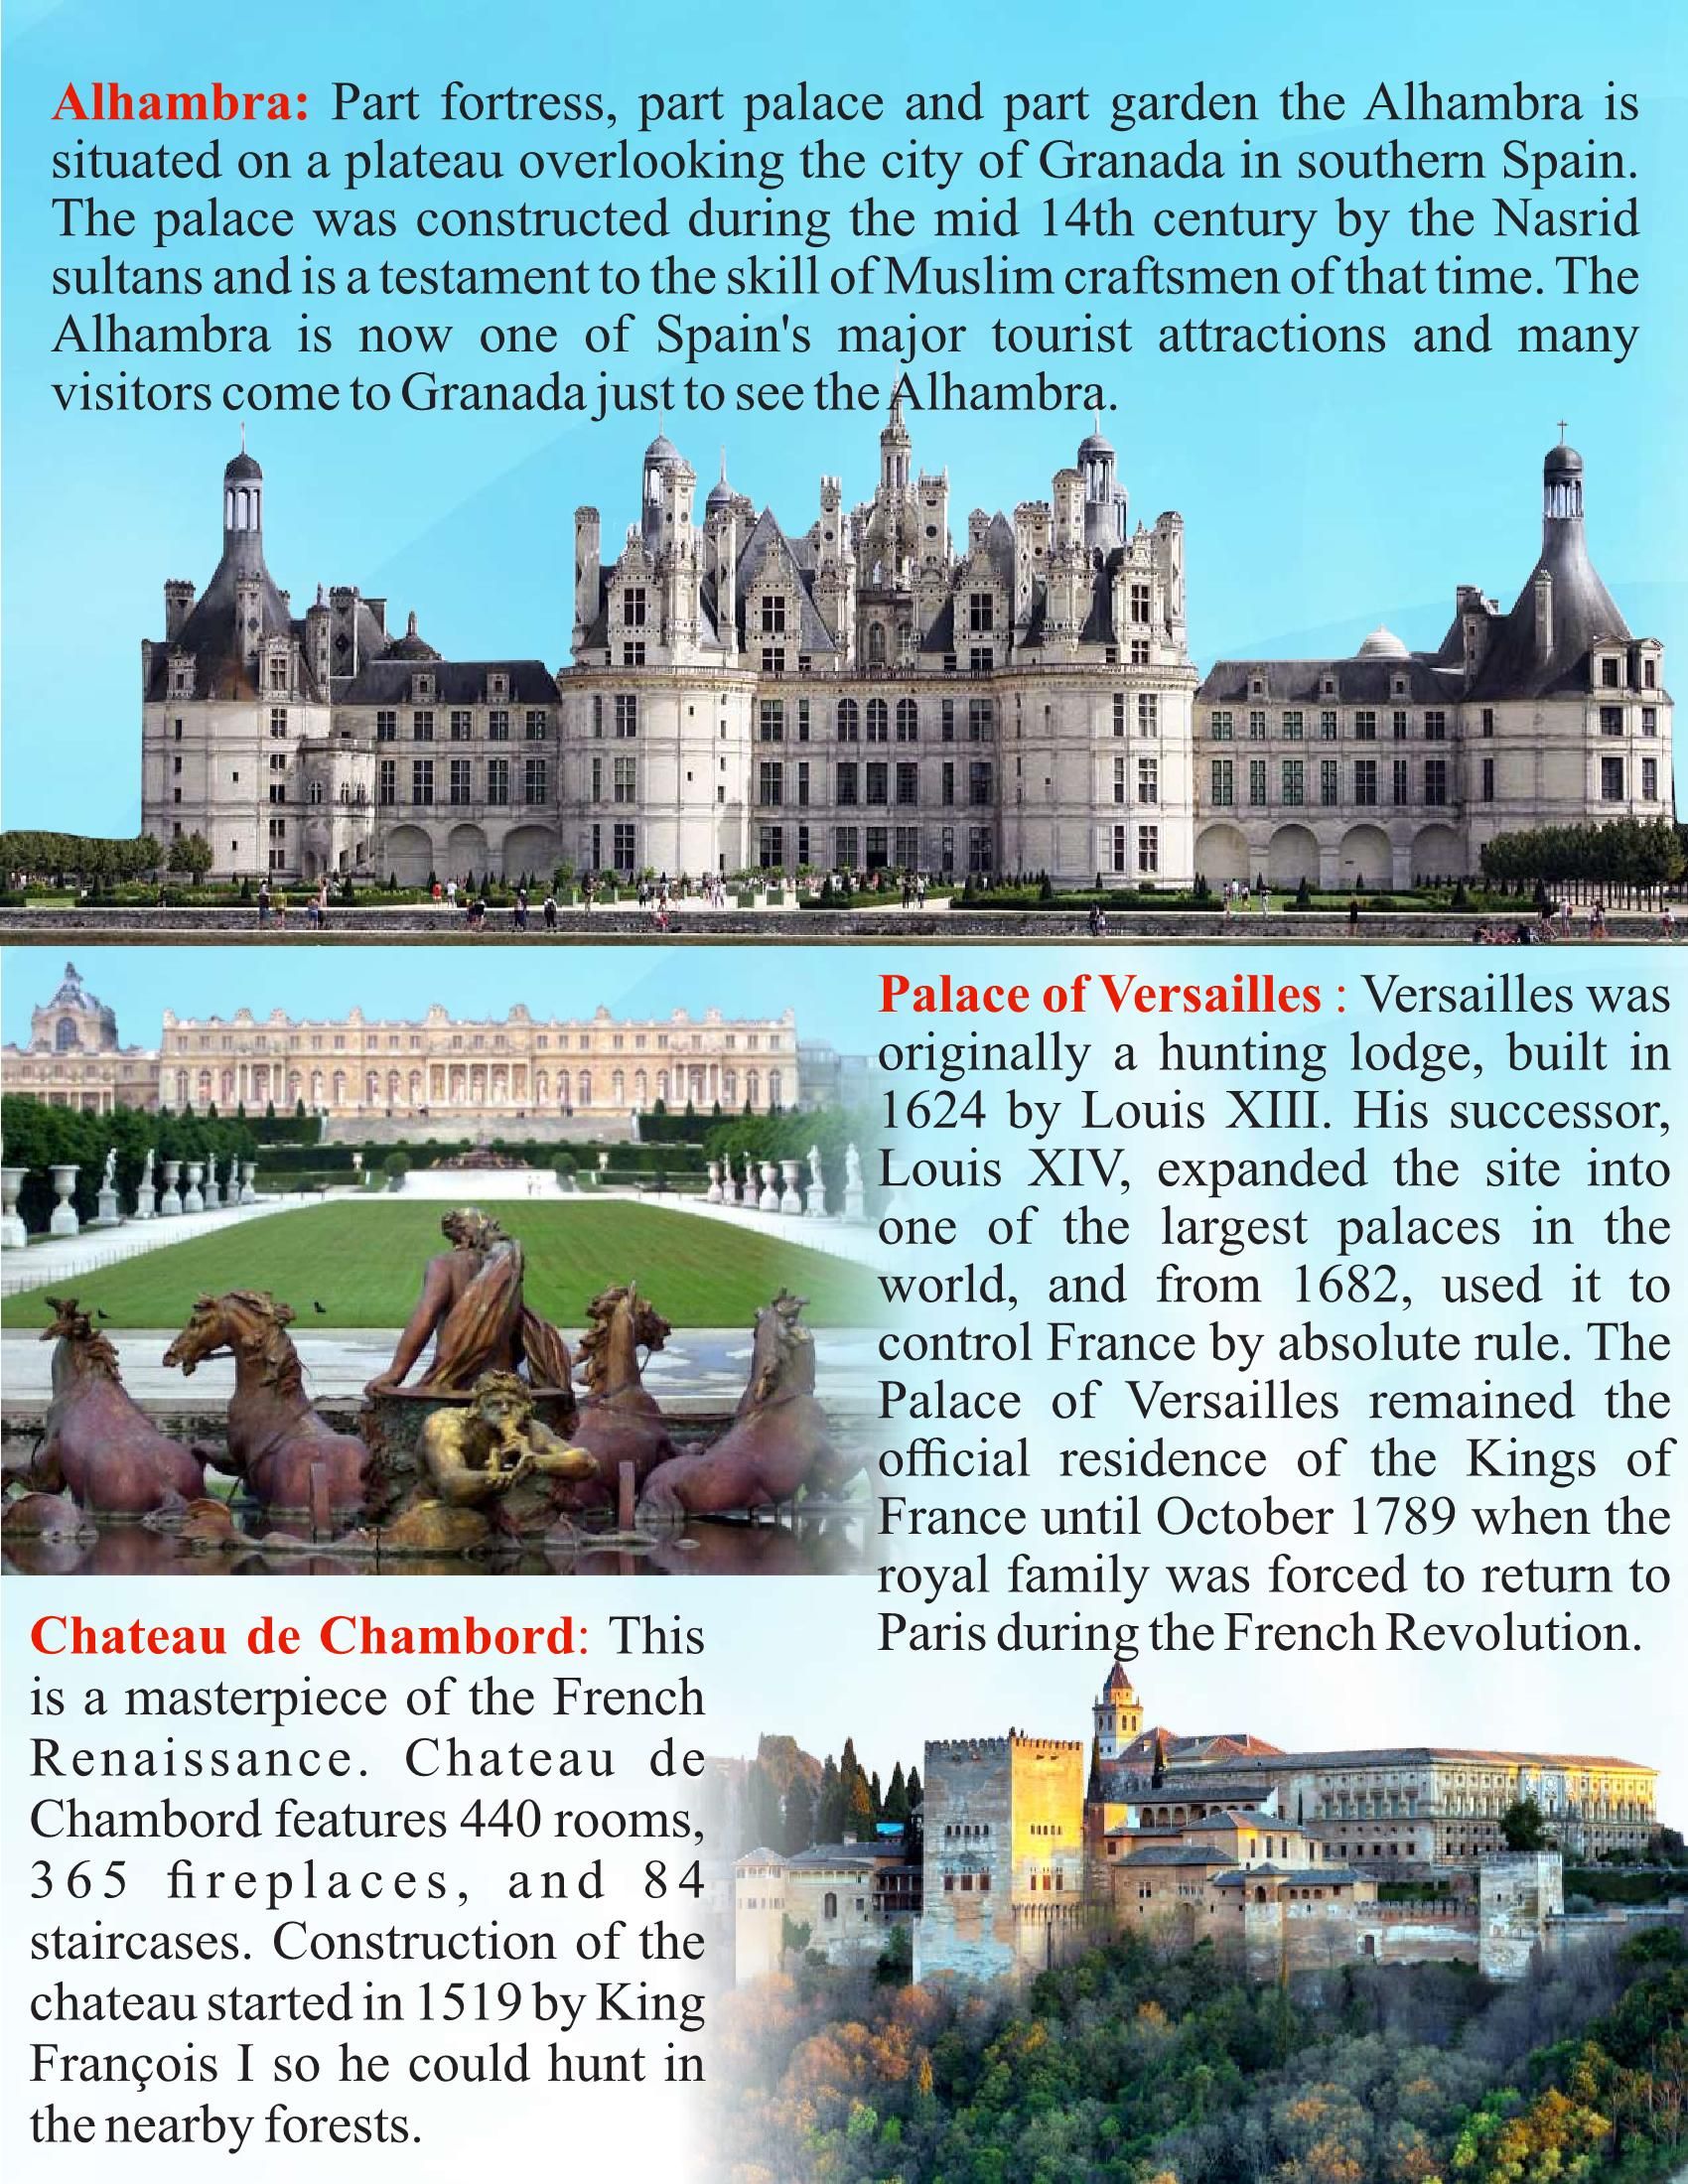 Alhambra: Part fortress, part palace and part garden the Alhambra is
situated on a plateau overlooking the city of Granada in southern Spain.
The palace was constructed during the mid 14th century by the Nasrid
sultans and is a testament to the skill of Muslim craftsmen of that time. The
Alhambra is now one of Spain's major tourist attractions and many
visitors come to Granada just to see the Alhambra.
Palace of Versailles : Versailles was
originally a hunting lodge, built in
1624 by Louis XIII. His successor,
Louis XIV, expanded the site into
one of the largest palaces in the
world, and from 1682, used it to
control France by absolute rule. The
Palace of Versailles remained the
official residence of the Kings of
France until October 1789 when the
royal family was forced to return to
Paris during the French Revolution.
Chateau de Chambord: This
is a masterpiece of the French
Renaissance. Chateau de
Chambord features 440 rooms,
365 fireplaces, and 84
staircases. Construction of the
chateau started in 1519 by King
François I so he could hunt in
the nearby forests.